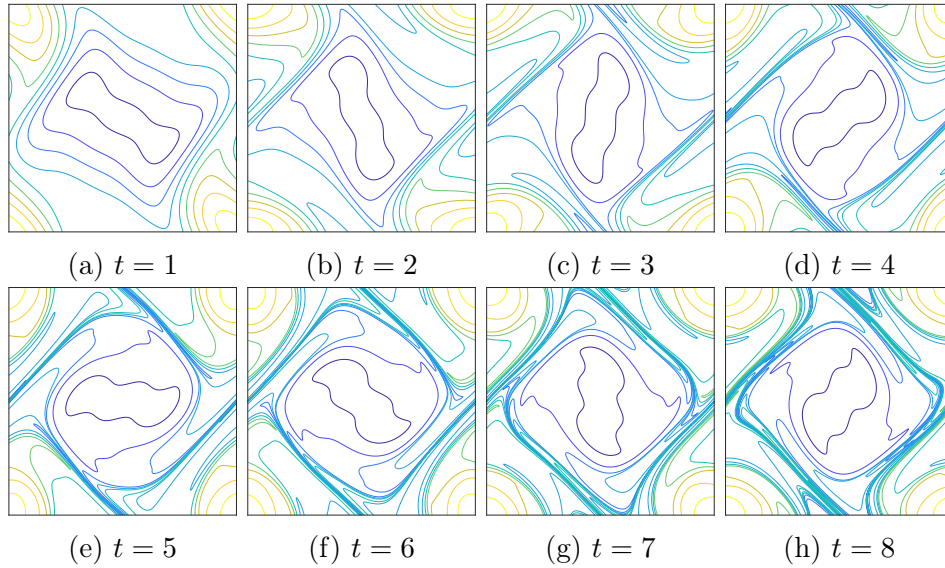 (a) t = 1 (b) t = 2 (c) t = 3 (d) t = 4
(e) t = 5 (f) t = 6 (g) t = 7 (h) t = 8